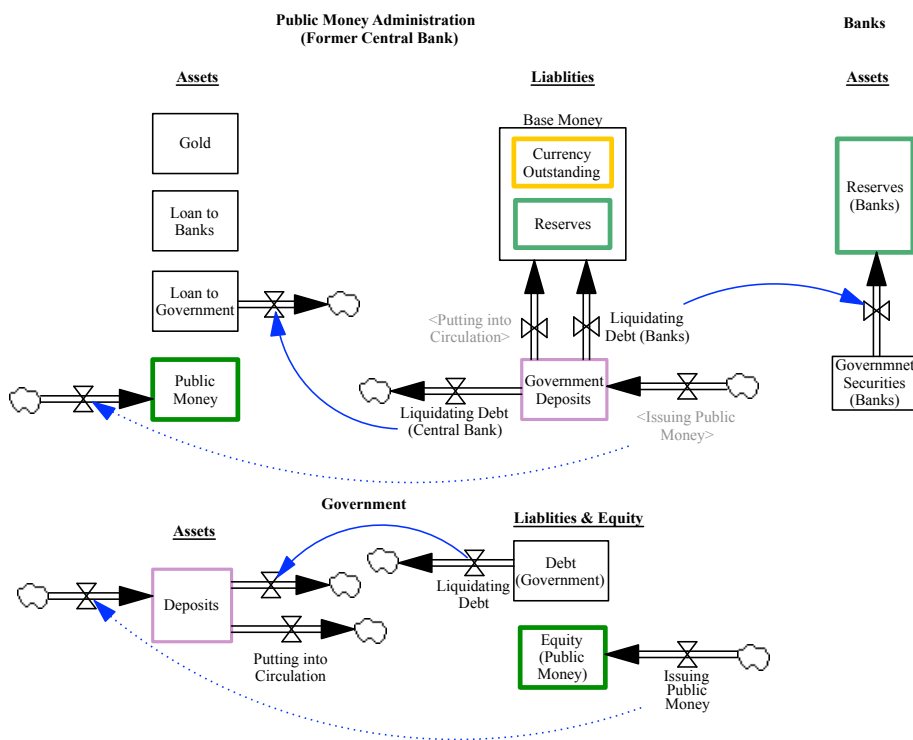 Public Money Administration
(Former Central Bank)
Banks
Assets
Liablities
Assets
Gold
Base Money
Currency
Outstanding
Reserves
(Banks)
Loan to
Banks
Reserves
Loan to
Government
<Putting into
Circulation>
Liquidating
Debt (Banks)
Public
Money
Government
Deposits
Governmnet
Securities
(Banks)
Liquidating Debt
(Central Bank)
<Issuing Public
Money>
Government
Assets
Liablities & Equity
Deposits
Liquidating
Debt
Debt
(Government)
Putting into
Circulation
Equity
(Public
Money)
Issuing
Public
Money